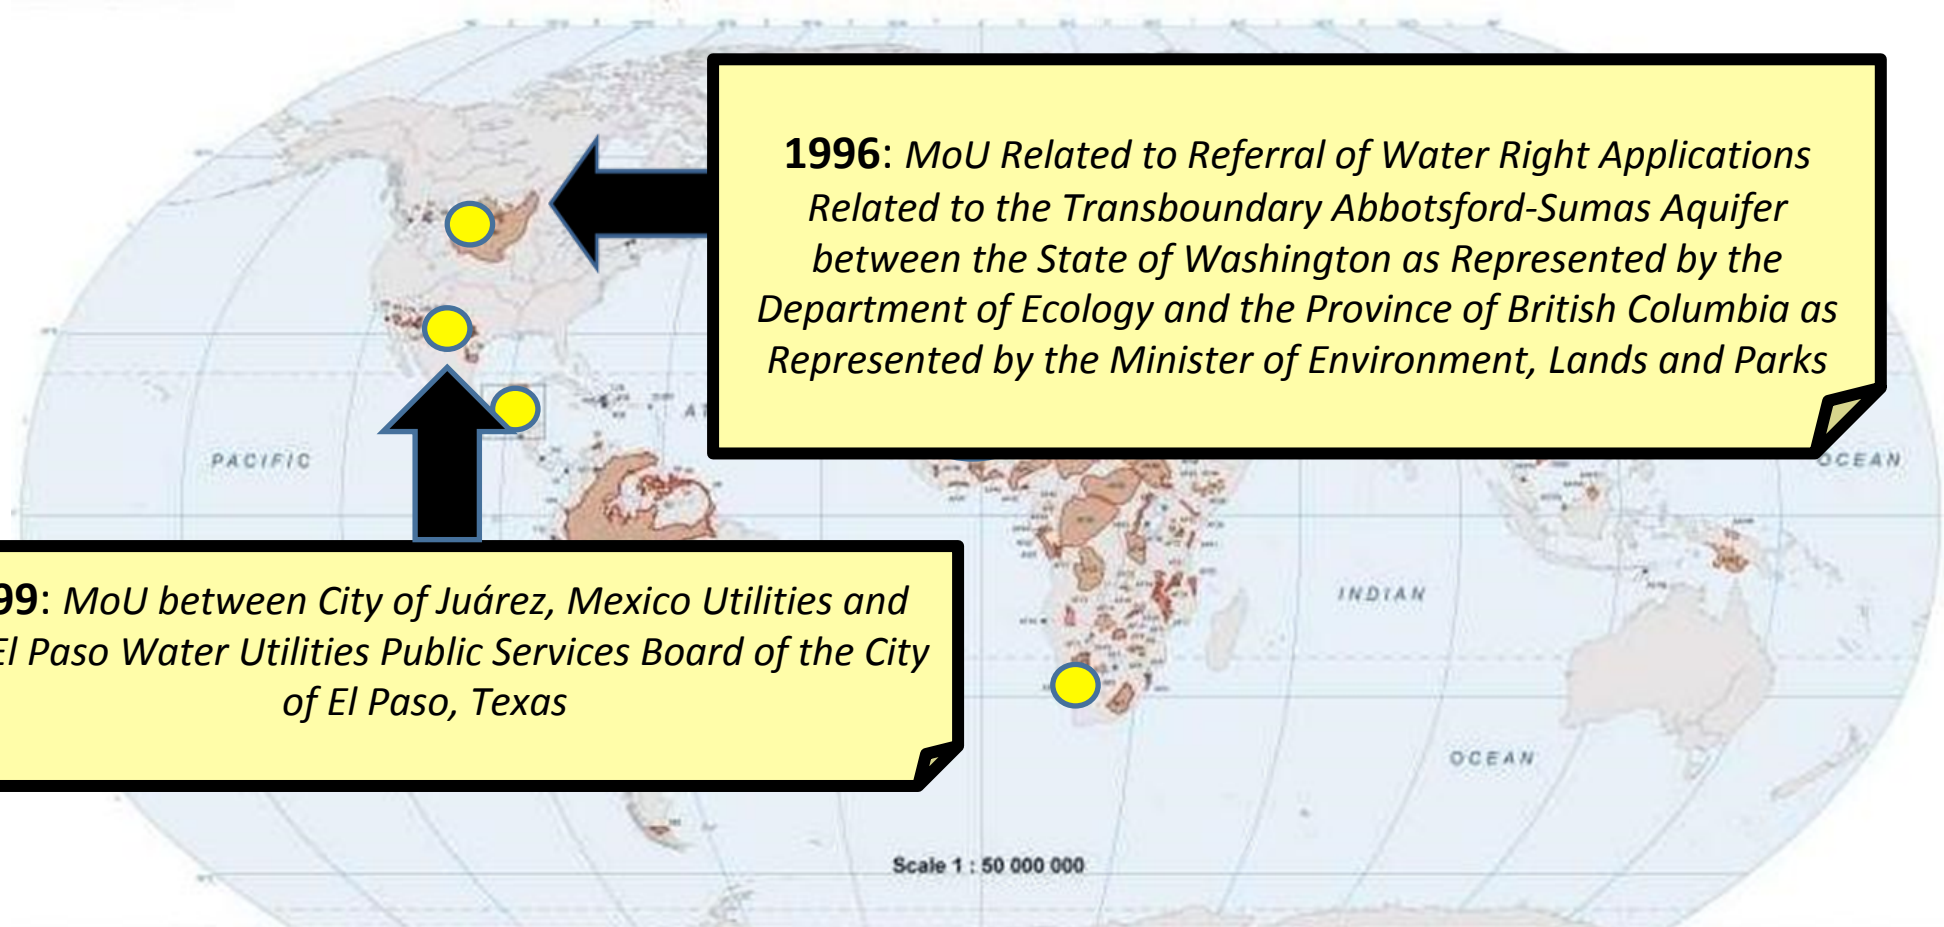 1996: MoU Related to Referral of Water Right Applications
Related to the Transboundary Abbotsford-Sumas Aquifer
between the State of Washington as Represented by the
Department of Ecology and the Province of British Columbia as
Represented by the Minister of Environment, Lands and Parks
PACIFIC
OCEAN
99: MoU between City of Juárez, Mexico Utilities and
El Paso Water Utilities Public Services Board of the City
of El Paso, Texas
INDIAN
OCEAN
Scale 1 : 50 000 000